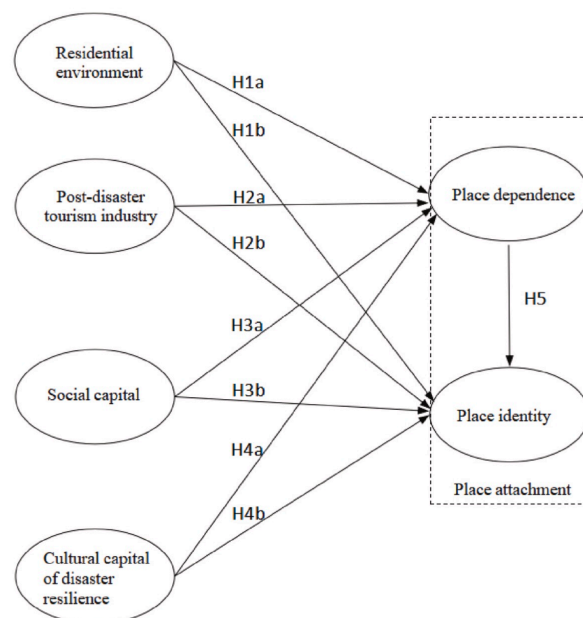 Residential
environment
H1a
H1b
Post-disaster
tourism industry
H2a
H2b
Place dependence
H5
H3a
Social capital
H3b
Place identity
H4a
Place attachment
H4b
Cultural capital
of disaster
resilience